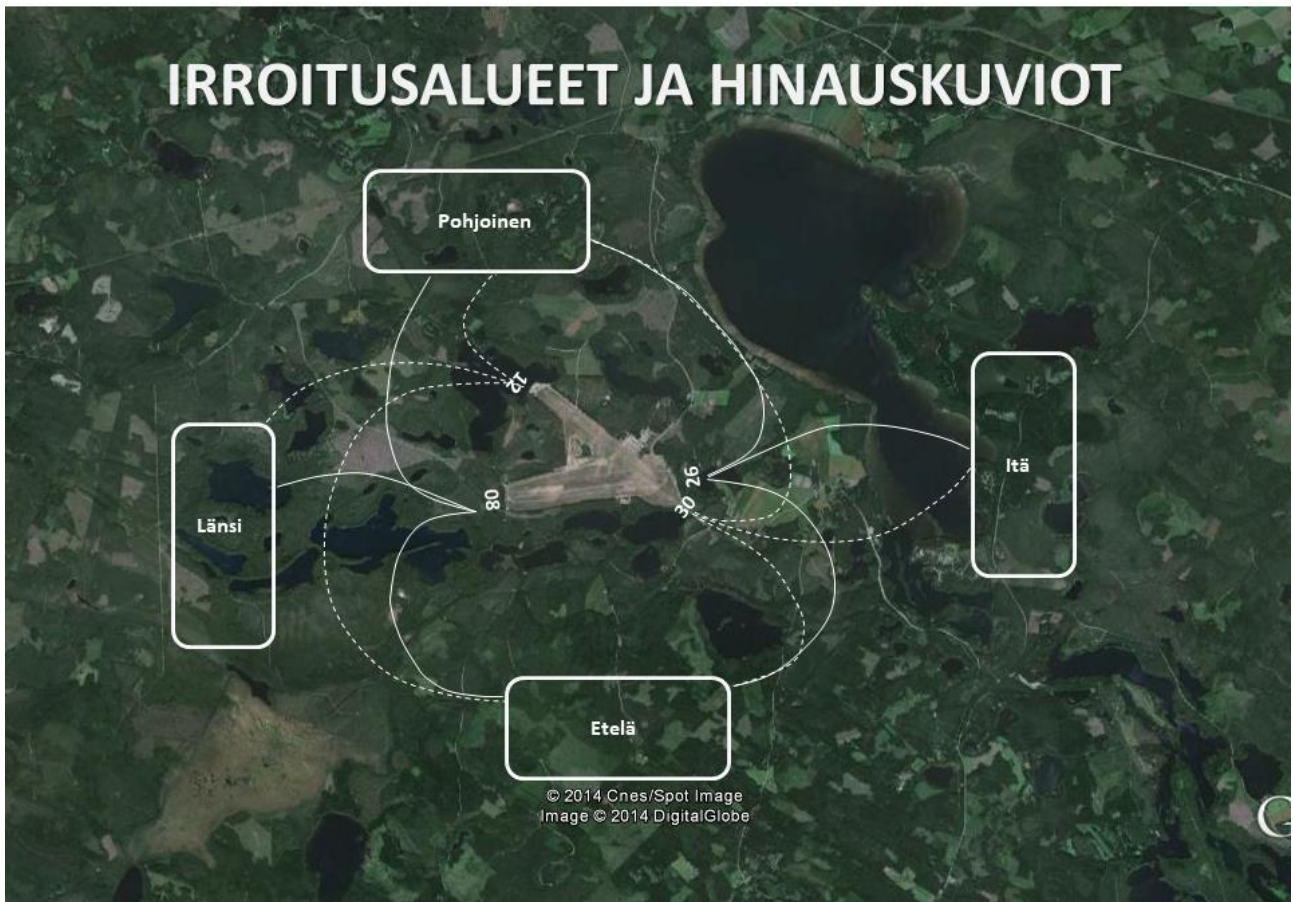 IRROITUSALUEET JA HINAUSKUVIOT
Pohjoinen
12
Itä
26
08
30
Länsi
Etelä
© 2014 Cnes/Spot Image
Image © 2014 DigitalGlobe
G